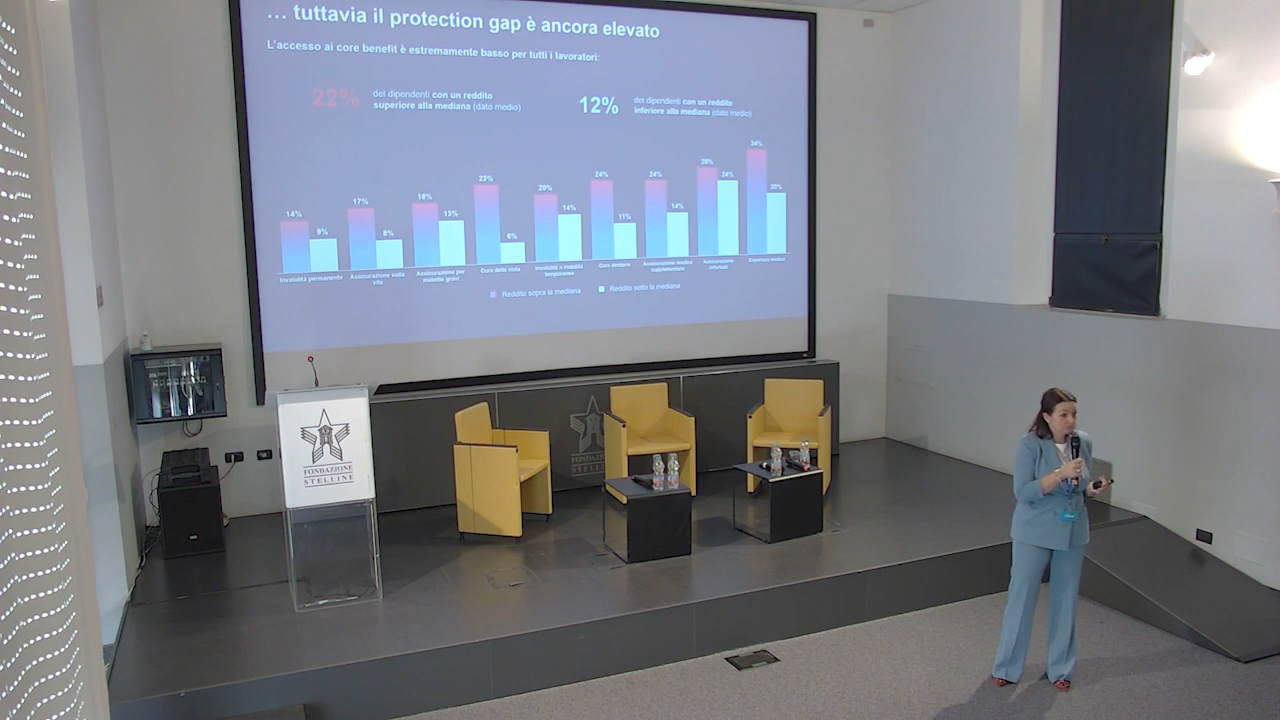 ... tuttavia il protection gap è ancora elevato
L'accesso ai core benefit è estremamente basso per tutti i lavoratori:
22%
dei dipendenti con un reddito
superiore alla mediana (dato medio)
12%
dei dipendenti con un reddito
inferiore alla mediana (dato medio)
14%
9%
17%
8%
18%
13%
23%
6%
20%
14%
24%
11%
24%
14%
28%
24%
34%
20%
Invalidità permanente
Assicurazione sulla
vita
Assicurazione per
malattie gravi
Cura della vista
Invalidità o inabilità
temporanea
Cure dentarie
Assicurazione medica
supplementare
Assicurazione
infortuni
Copertura medica
Reddito sopra la mediana
Reddito sotto la mediana
FONDAZIONE
STELLINE
FONDAZIONE
STELLINE